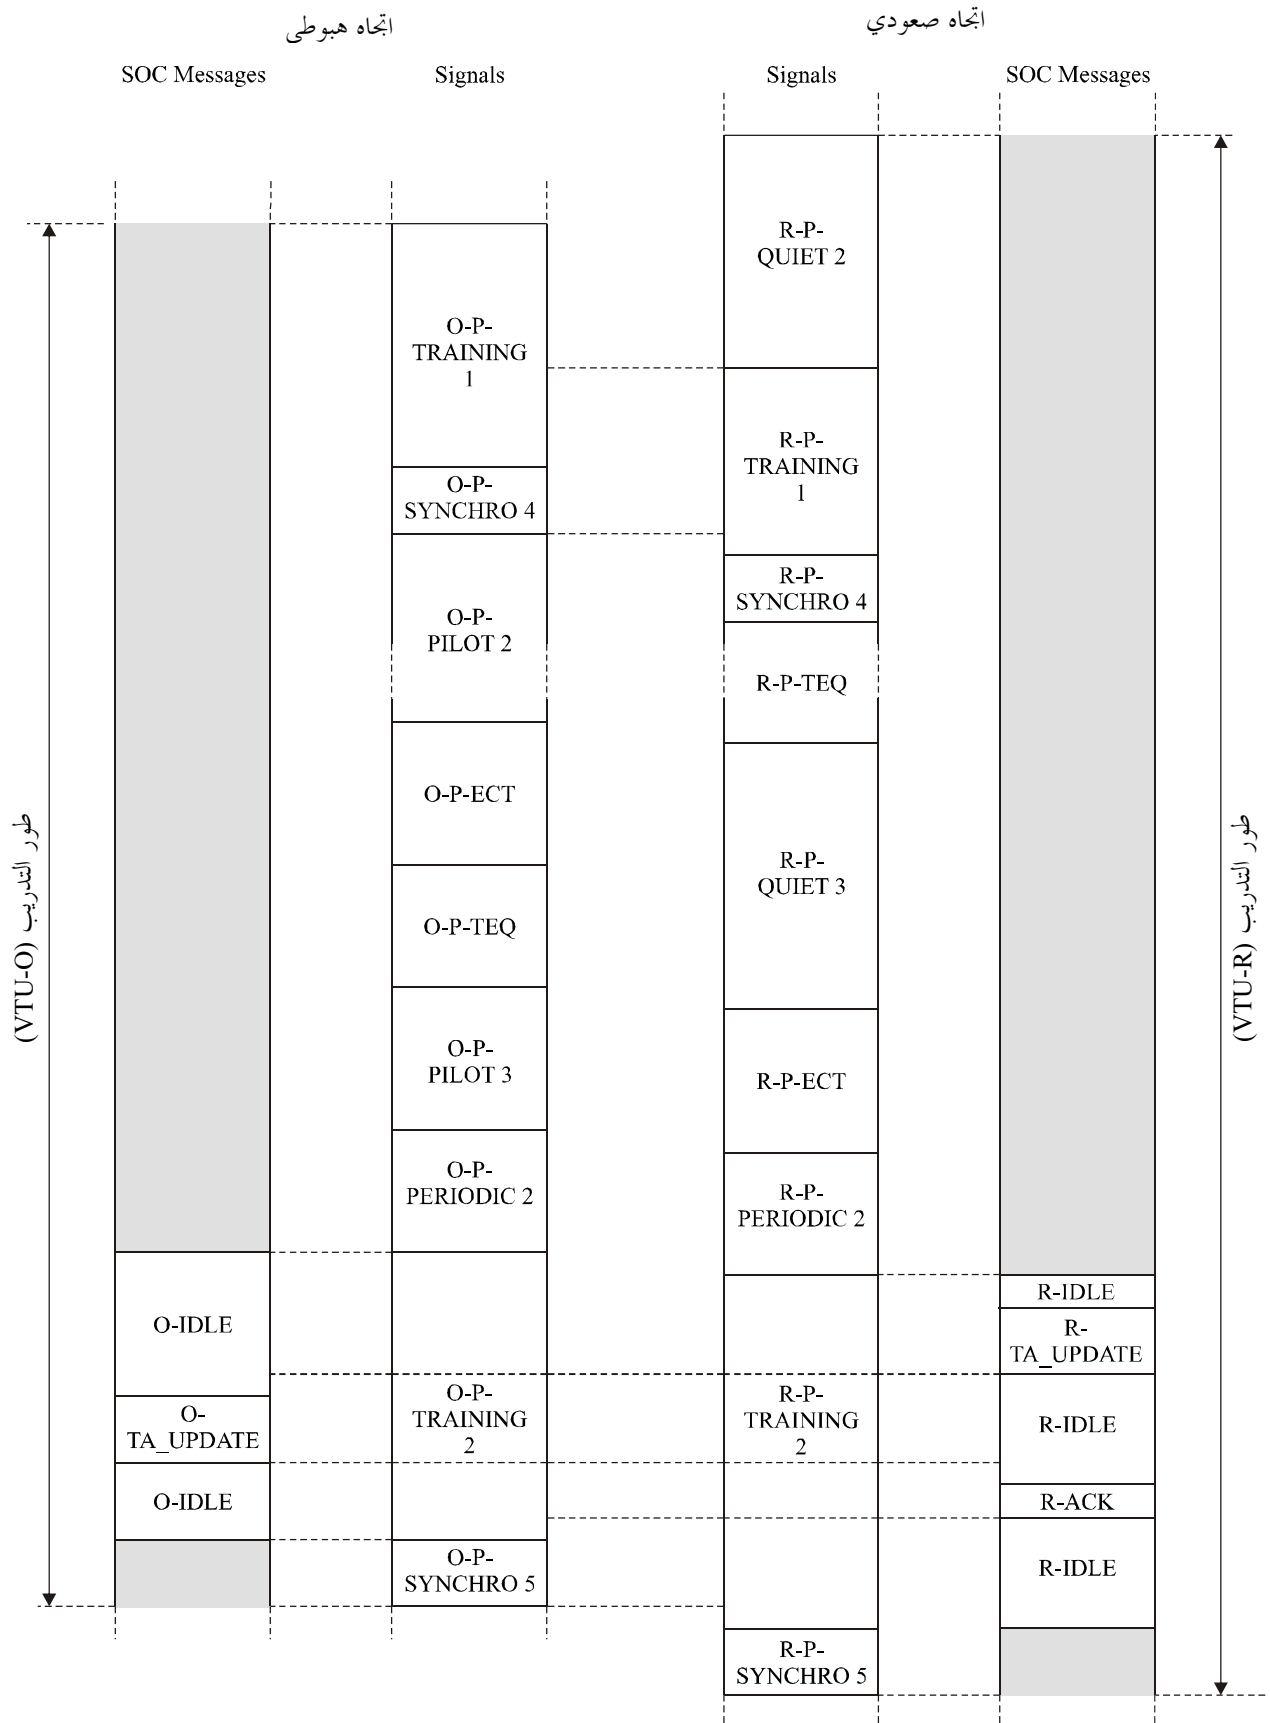 اتجاه هبوطى
اتجاه صعودي
SOC Messages
Signals
Signals
SOC Messages
طور التدريب (VTU-O)
O-IDLE
O-
TA_UPDATE
O-IDLE
O-P-
TRAINING
1
O-P-
SYNCHRO 4
O-P-
PILOT 2
O-P-ECT
O-P-TEQ
O-P-
PILOT 3
O-P-
PERIODIC 2
O-P-
TRAINING
2
O-P-
SYNCHRO 5
R-P-
QUIET 2
R-P-
TRAINING
1
R-P-
SYNCHRO 4
R-P-TEQ
R-P-
QUIET 3
R-P-ECT
R-P-
PERIODIC 2
R-P-
TRAINING
2
R-P-
SYNCHRO 5
R-IDLE
R-
TA_UPDATE
R-IDLE
R-ACK
R-IDLE
طور التدريب (VTU-R)